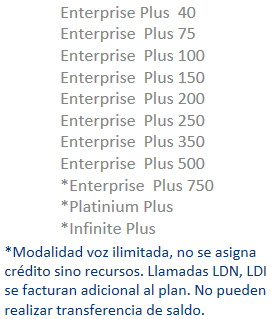 Enterprise Plus 40
Enterprise Plus 75
Enterprise Plus 100
Enterprise Plus 150
Enterprise Plus 200
Enterprise Plus 250
Enterprise Plus 350
Enterprise Plus 500
*Enterprise Plus 750
*Platinium Plus
*Infinite Plus
*Modalidad voz ilimitada, no se asigna
crédito sino recursos. Llamadas LDN, LDI
se facturan adicional al plan. No pueden
realizar transferencia de saldo.